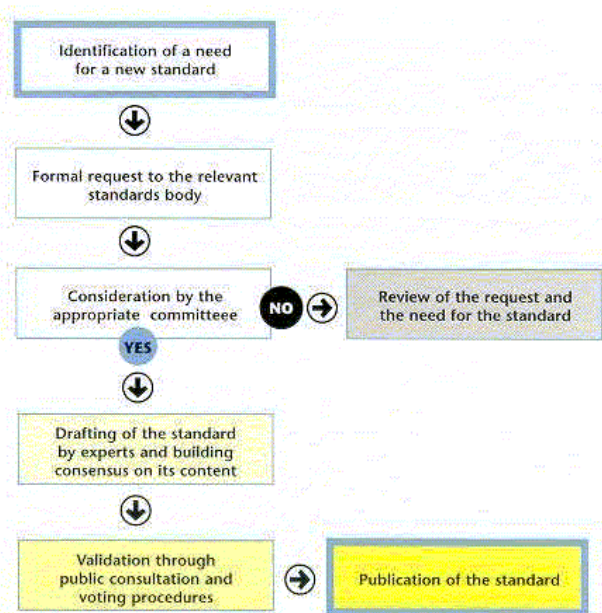 Identification of a need
for a new standard
Formal request to the relevant
standards body
Consideration by the
appropriate committeee
NO
Review of the request and
the need for the standard
YES
Drafting of the standard
by experts and building
consensus on its content
Validation through
public consultation and
voting procedures
Publication of the standard